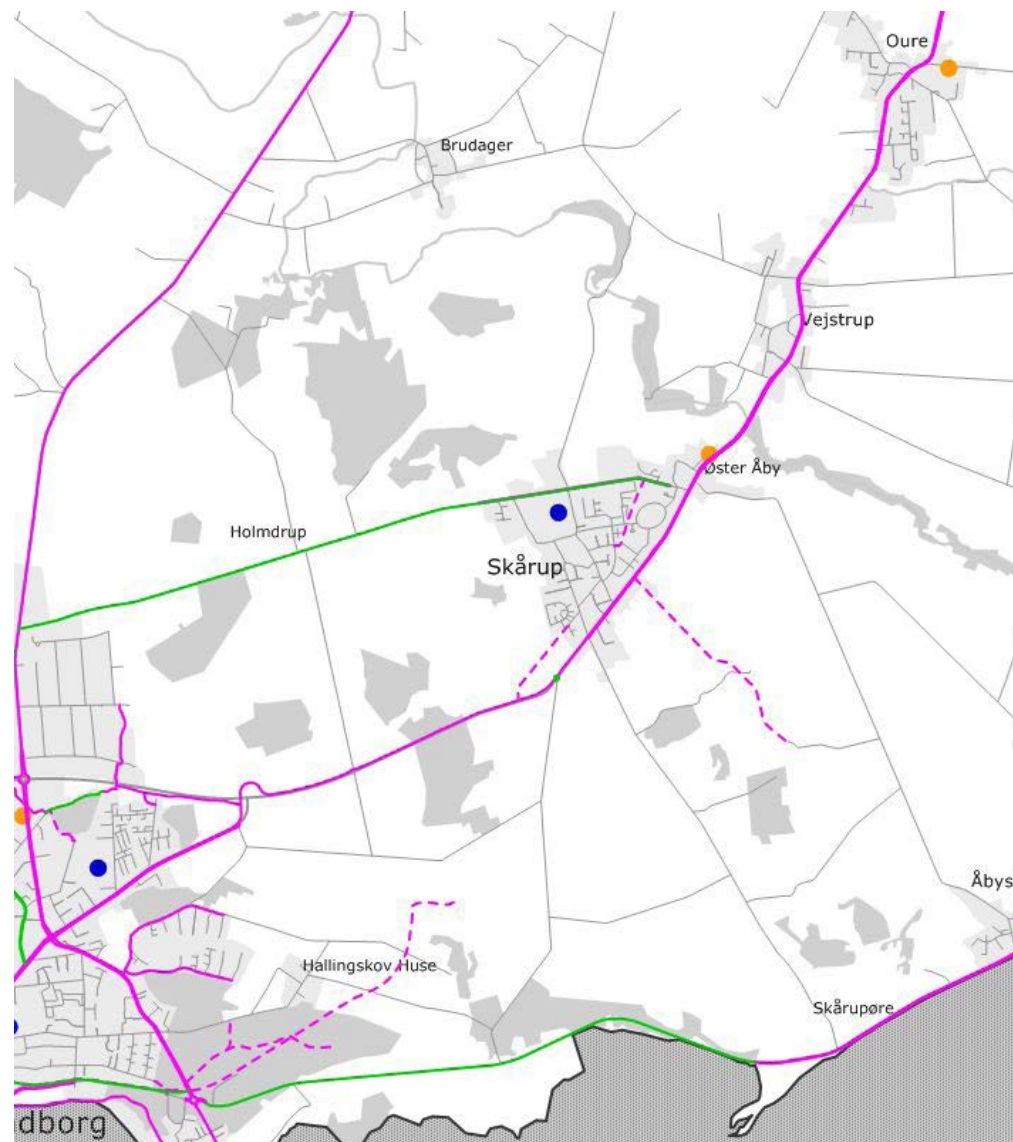 Oure
Brudager
Vejstrup
Øster Åby
Holmdrup
Skårup
Åbys
Hallingskov Huse
Skårupøre
dborg